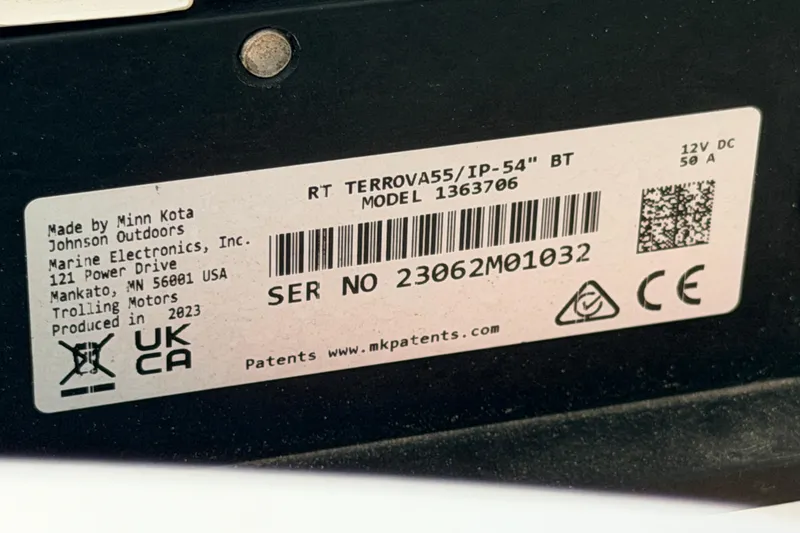 Made by Minn Kota
Johnson Outdoors
Marine Electronics, Inc.
121 Power Drive
Mankato, MN 56001 USA
Trolling Motors
Produced in 2023
UK
CA
RT TERROVA55/IP-54" BT
MODEL 1363706
SER NO 23062M01032
Patents www.mkpatents.com
12V DC
50 A
CE